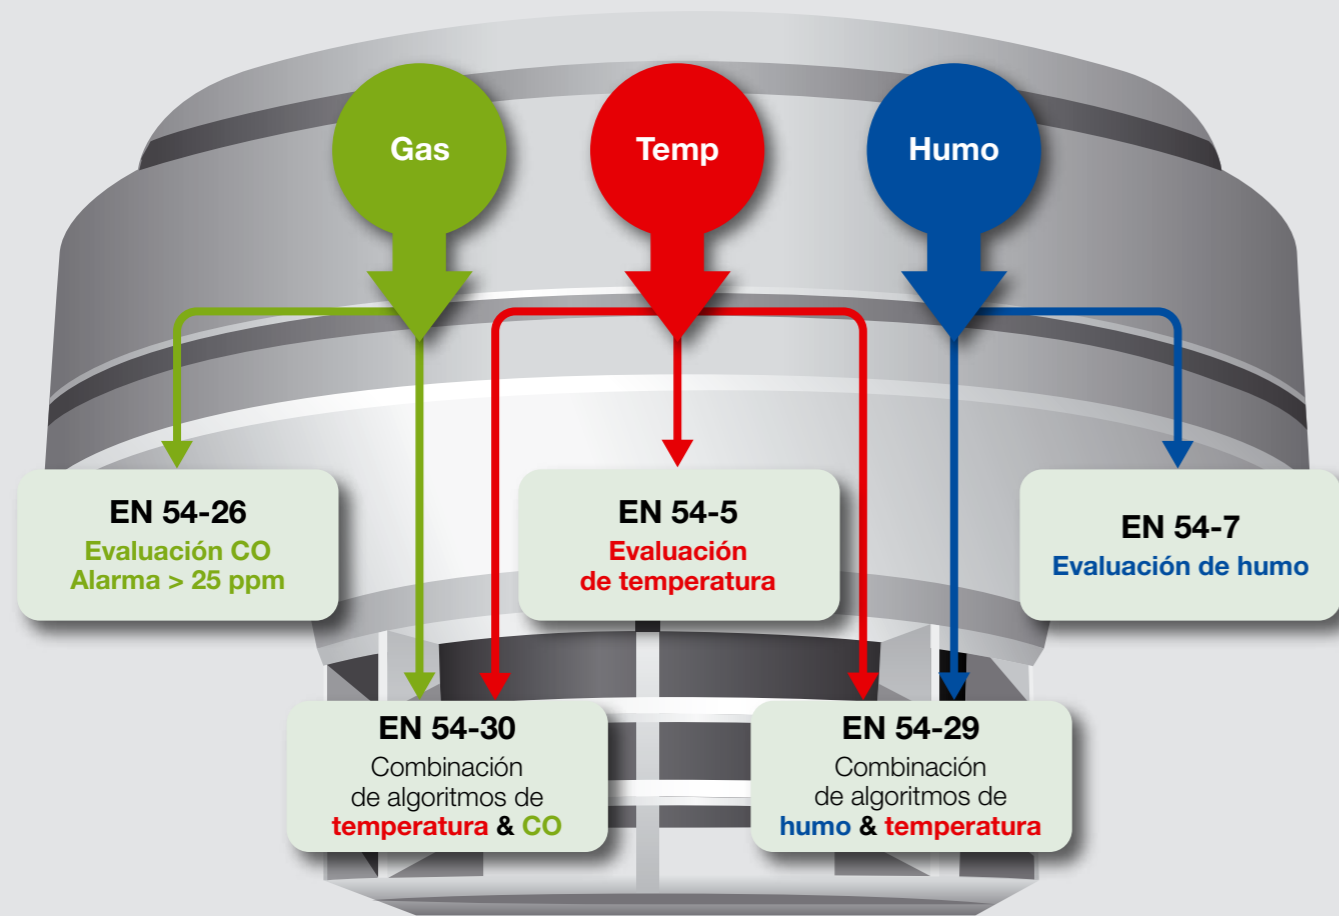 Gas
Temp
Humo
EN 54-26
Evaluación CO
Alarma > 25 ppm
EN 54-5
Evaluación
de temperatura
EN 54-7
Evaluación de humo
EN 54-30
Combinación
de algoritmos de
temperatura & CO
EN 54-29
Combinación
de algoritmos de
humo & temperatura